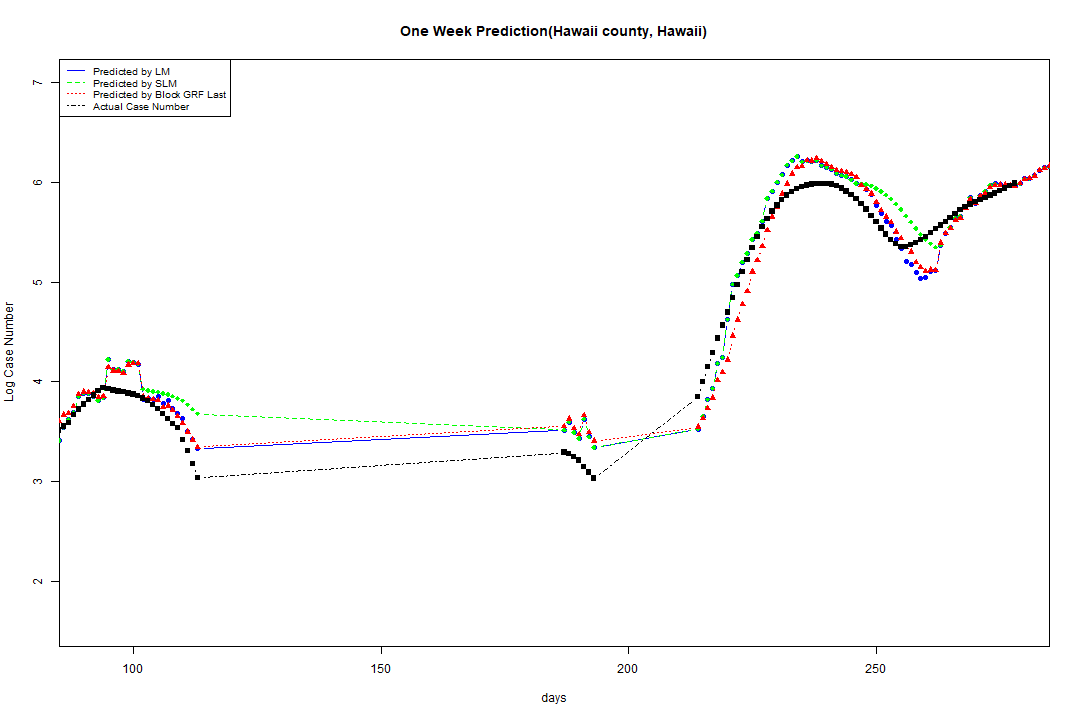 One Week Prediction(Hawaii county, Hawaii)
Predicted by LM
Predicted by SLM
Predicted by Block GRF Last
Actual Case Number
7
6
5
4
3
2
Log Case Number
100
150
200
250
days